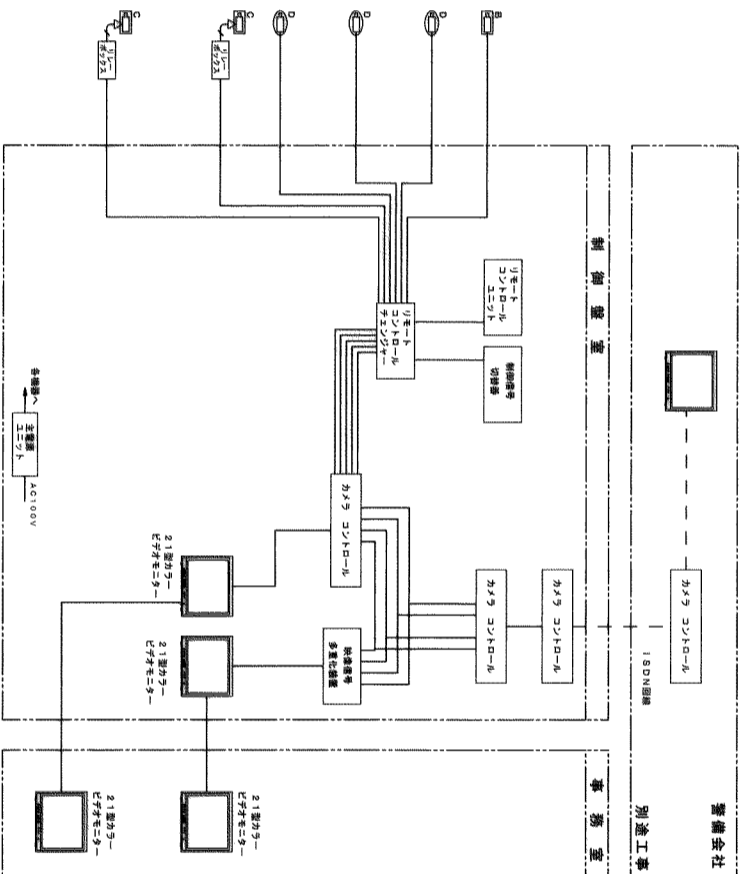 警備会社
別途工事
カメラ コントロール
ISDN回線
制御盤室
事務室
リモート
コントロール
ユニット
制御信号
切替器
リモート
コントロール
チェンジャー
カメラ コントロール
カメラ コントロール
カメラ コントロール
映像信号
多重化装置
21型カラー
ビデオモニター
21型カラー
ビデオモニター
21型カラー
ビデオモニター
21型カラー
ビデオモニター
B
D
D
D
C
リレー
ボックス
C
リレー
ボックス
各機器へ
主電源
ユニット
AC100V